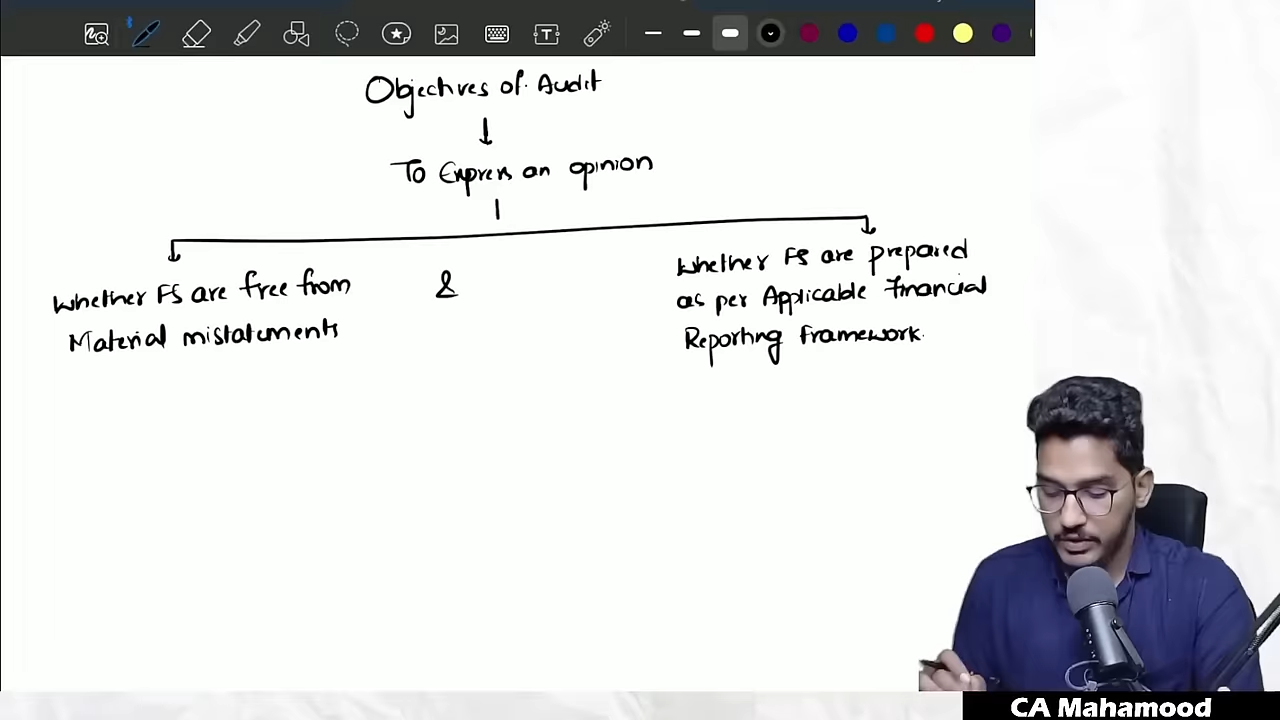 Objectives of Audit
To Express an opinion
Whether FS are free from
Material mistatements
&
Whether FS are prepared
as per Applicable Financial
Reporting Framework.
CA Mahamood